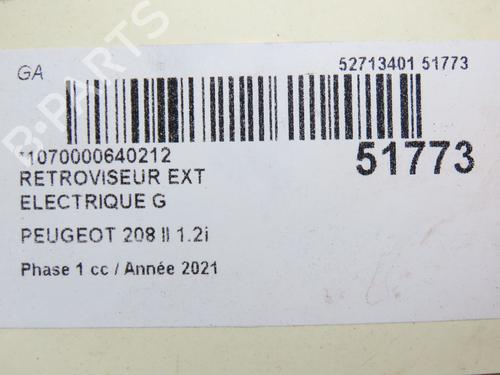 GA
52713401 51773
*1070000640212
51773
RETROVISEUR EXT
ELECTRIQUE G
PEUGEOT 208 II 1.2i
Phase 1 cc / Année 2021
B-PARTS